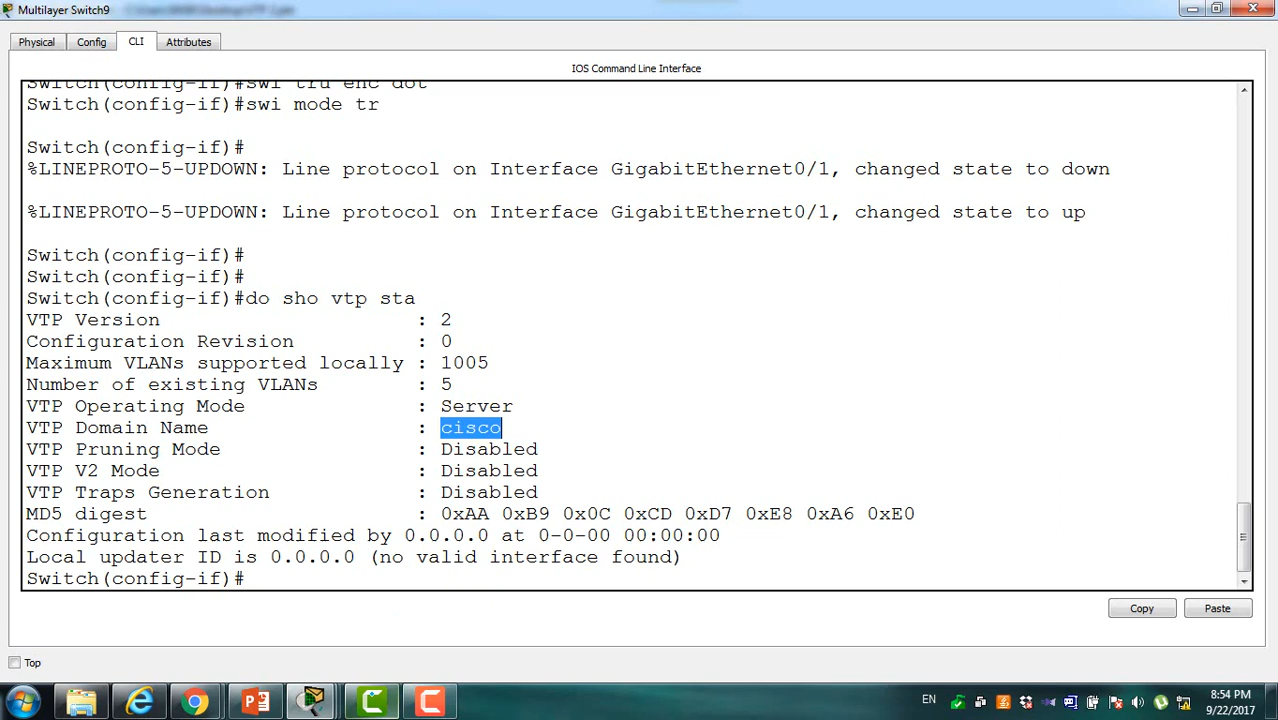 Multilayer Switch9
Physical
Config
CLI
Attributes
IOS Command Line Interface
Switch(config-if)#swi tru enc dot
Switch(config-if)#swi mode tr
Switch(config-if)#
%LINEPROTO-5-UPDOWN: Line protocol on Interface GigabitEthernet0/1, changed state to down
%LINEPROTO-5-UPDOWN: Line protocol on Interface GigabitEthernet0/1, changed state to up
Switch(config-if)#
Switch(config-if)#
Switch(config-if)#do sho vtp sta
VTP Version : 2
Configuration Revision : 0
Maximum VLANs supported locally : 1005
Number of existing VLANs : 5
VTP Operating Mode : Server
VTP Domain Name : cisco
VTP Pruning Mode : Disabled
VTP V2 Mode : Disabled
VTP Traps Generation : Disabled
MD5 digest : 0xAA 0xB9 0x0C 0xCD 0xD7 0xE8 0xA6 0xE0
Configuration last modified by 0.0.0.0 at 0-0-00 00:00:00
Local updater ID is 0.0.0.0 (no valid interface found)
Switch(config-if)#
Copy
Paste
Top
EN
8:54 PM
9/22/2017